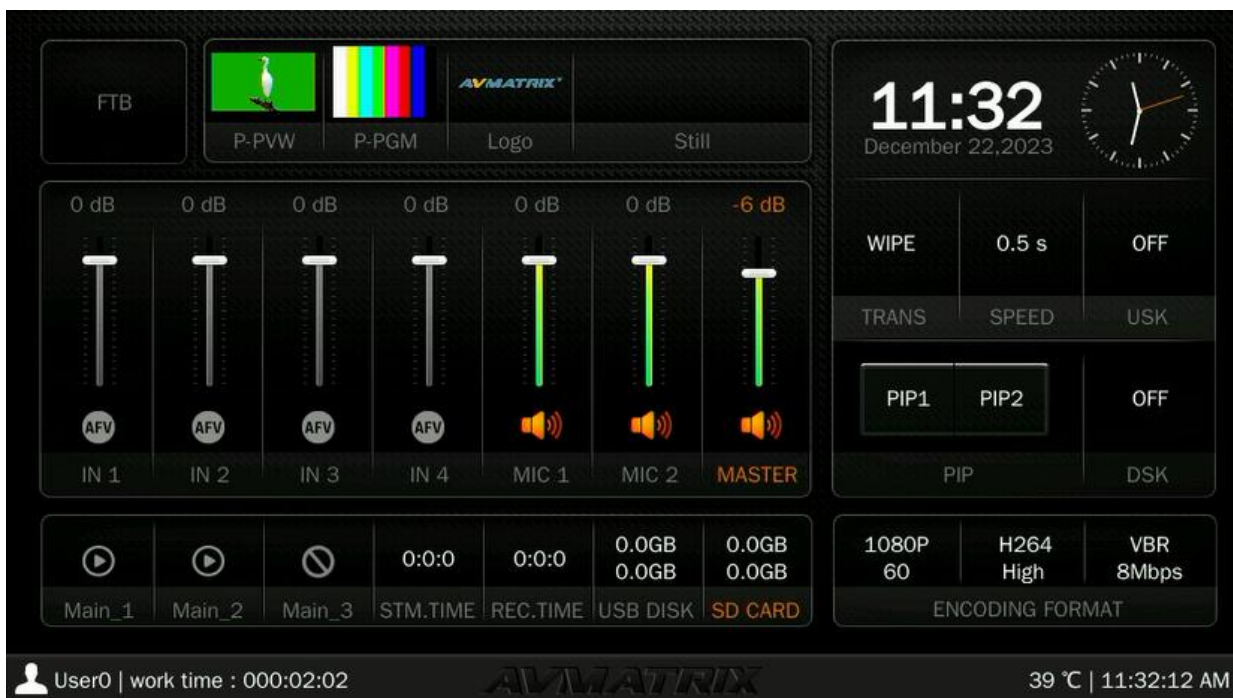 FTB
AVMATRIX
P-PVW P-PGM Logo Still
11:32
December 22,2023
0 dB 0 dB 0 dB 0 dB 0 dB 0 dB -6 dB
WIPE 0.5 s OFF
TRANS SPEED USK
PIP1 PIP2 OFF
PIP DSK
AFV AFV AFV AFV
IN 1 IN 2 IN 3 IN 4 MIC 1 MIC 2 MASTER
0:0:0 0:0:0 0.0GB 0.0GB
0.0GB 0.0GB
Main_1 Main_2 Main_3 STM.TIME REC.TIME USB DISK SD CARD
1080P H264 VBR
60 High 8Mbps
ENCODING FORMAT
User0 | work time : 000:02:02 AVMATRIX 39 ℃ | 11:32:12 AM